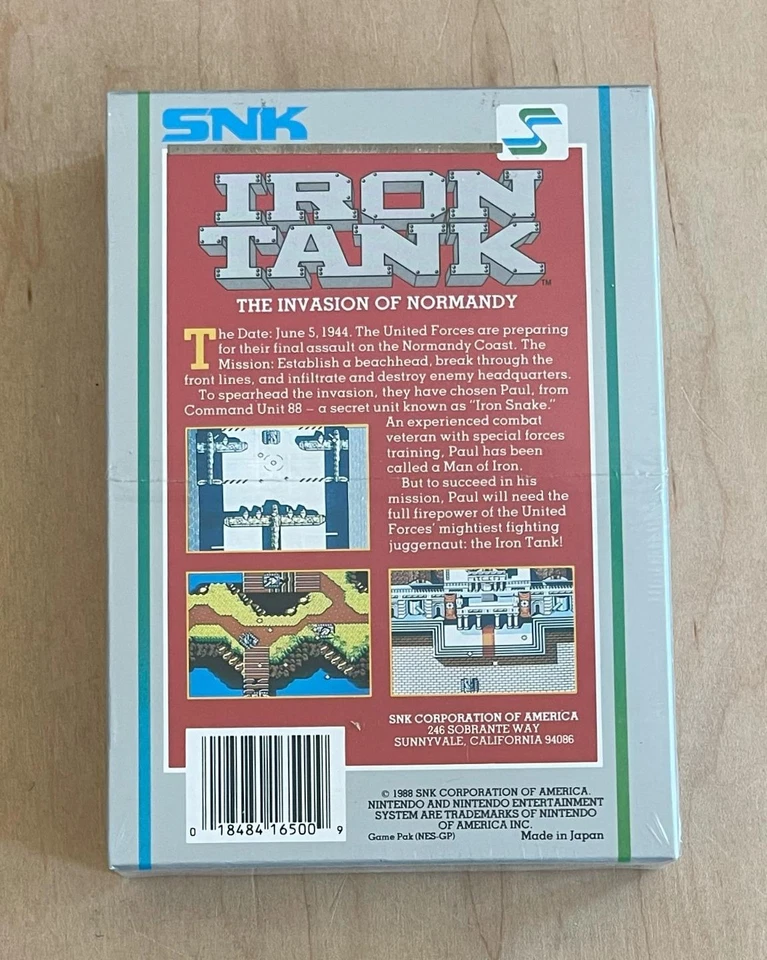 SNK
S
IRON
TANK™
THE INVASION OF NORMANDY
The Date: June 5, 1944. The United Forces are preparing
for their final assault on the Normandy Coast. The
Mission: Establish a beachhead, break through the
front lines, and infiltrate and destroy enemy headquarters.
To spearhead the invasion, they have chosen Paul, from
Command Unit 88 – a secret unit known as "Iron Snake."
An experienced combat
veteran with special forces
training, Paul has been
called a Man of Iron.
But to succeed in his
mission, Paul will need the
full firepower of the United
Forces' mightiest fighting
juggernaut: the Iron Tank!
SNK CORPORATION OF AMERICA
246 SOBRANTE WAY
SUNNYVALE, CALIFORNIA 94086
0 18484 16500 9
© 1988 SNK CORPORATION OF AMERICA.
NINTENDO AND NINTENDO ENTERTAINMENT
SYSTEM ARE TRADEMARKS OF NINTENDO
OF AMERICA INC.
Game Pak (NES-GP) Made in Japan